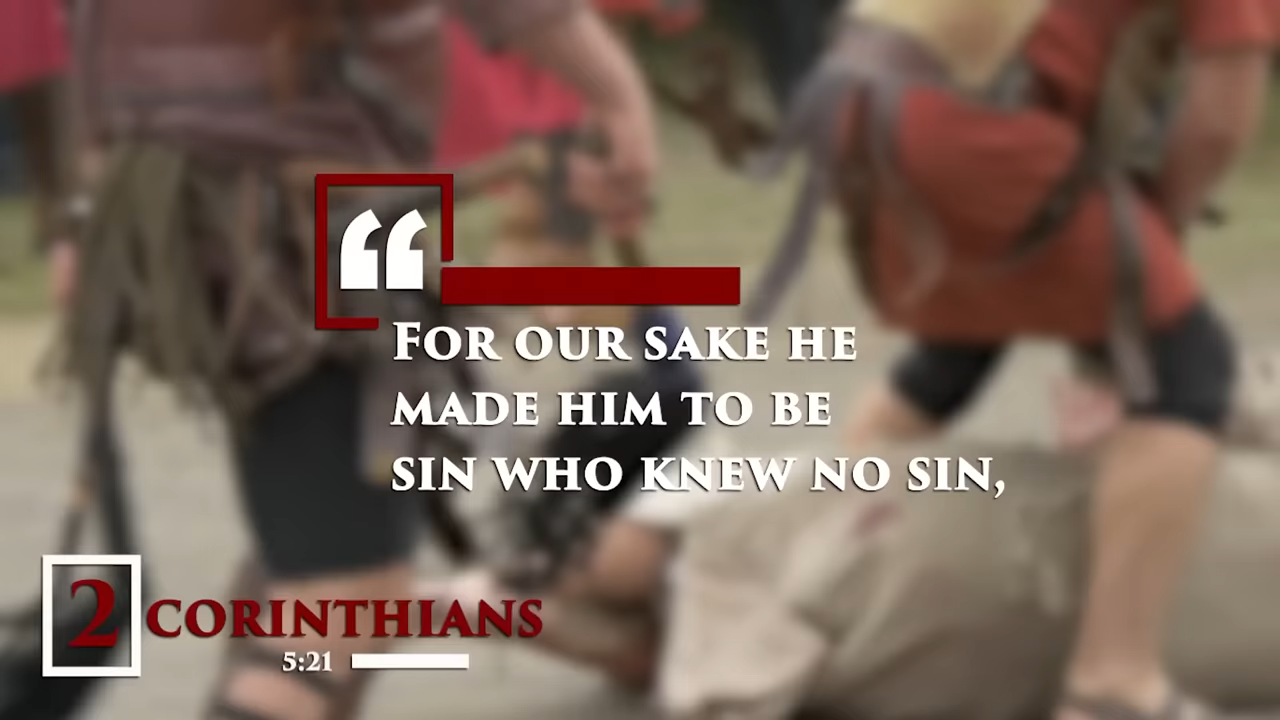 “
FOR OUR SAKE HE
MADE HIM TO BE
SIN WHO KNEW NO SIN,
2 CORINTHIANS
5:21